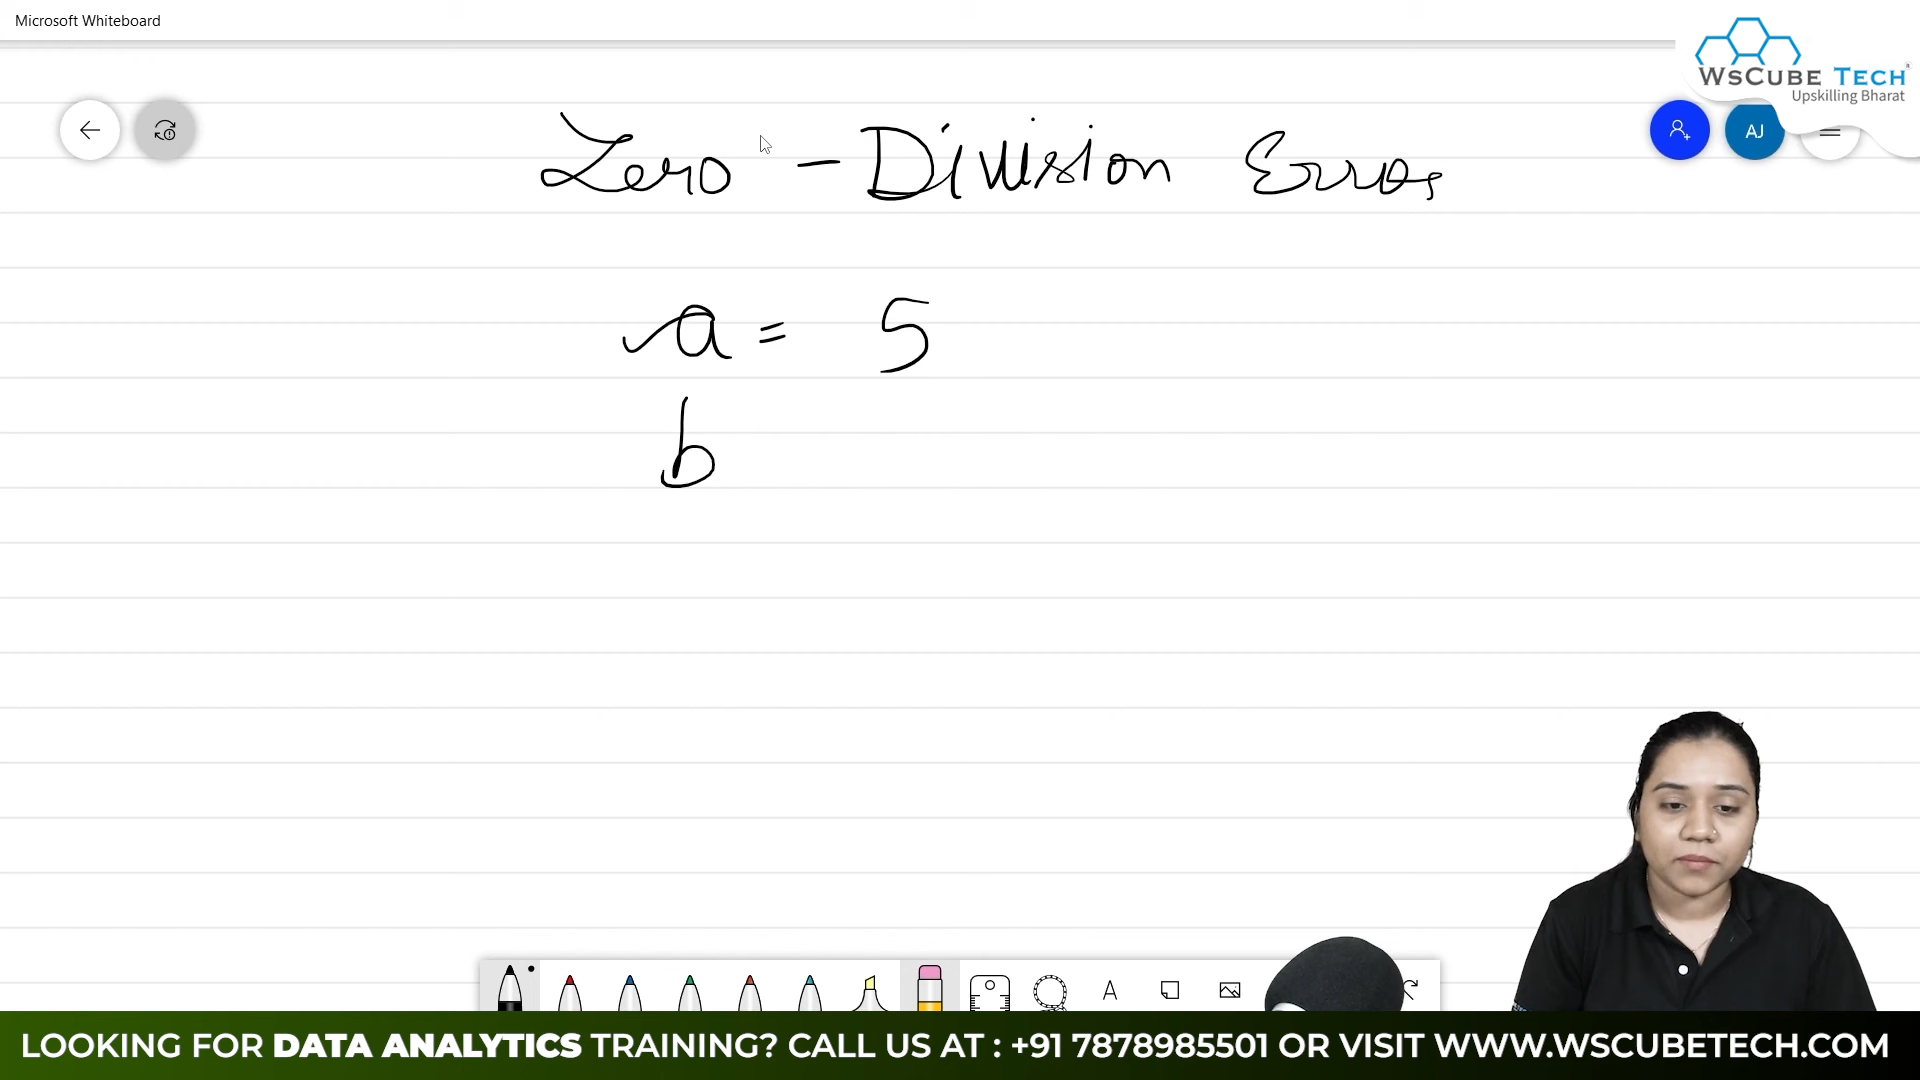 Microsoft Whiteboard
WSCUBE TECH
Upskilling Bharat
AJ
Zero - Division Error
a = 5
b
A
LOOKING FOR DATA ANALYTICS TRAINING? CALL US AT : +91 7878985501 OR VISIT WWW.WSCUBETECH.COM